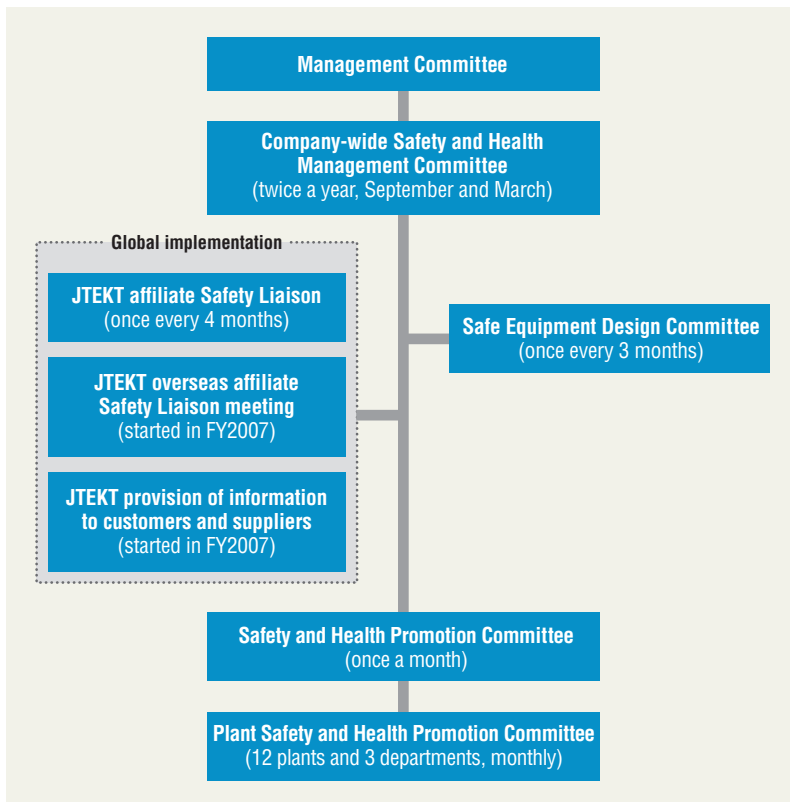 Management Committee
Company-wide Safety and Health
Management Committee
(twice a year, September and March)
Global implementation
JTEKT affiliate Safety Liaison
(once every 4 months)
JTEKT overseas affiliate
Safety Liaison meeting
(started in FY2007)
JTEKT provision of information
to customers and suppliers
(started in FY2007)
Safe Equipment Design Committee
(once every 3 months)
Safety and Health Promotion Committee
(once a month)
Plant Safety and Health Promotion Committee
(12 plants and 3 departments, monthly)